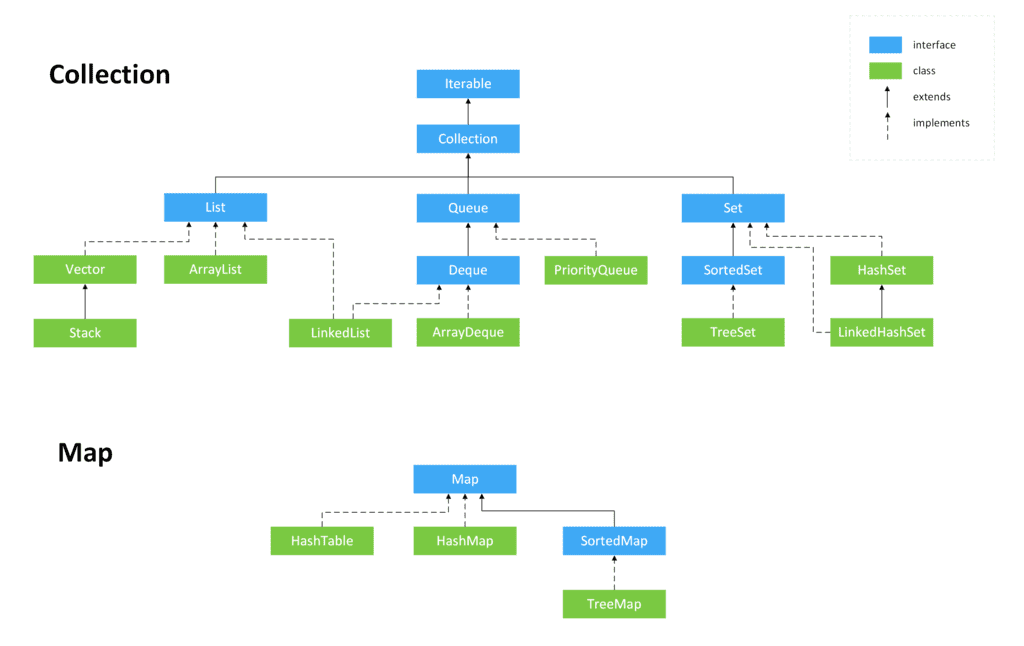 interface
Collection
class
Iterable
extends
implements
Collection
List
Queue
Set
Vector
ArrayList
Deque
PriorityQueue
SortedSet
HashSet
Stack
LinkedList
ArrayDeque
TreeSet
LinkedHashSet
Map
Map
HashTable
HashMap
SortedMap
TreeMap